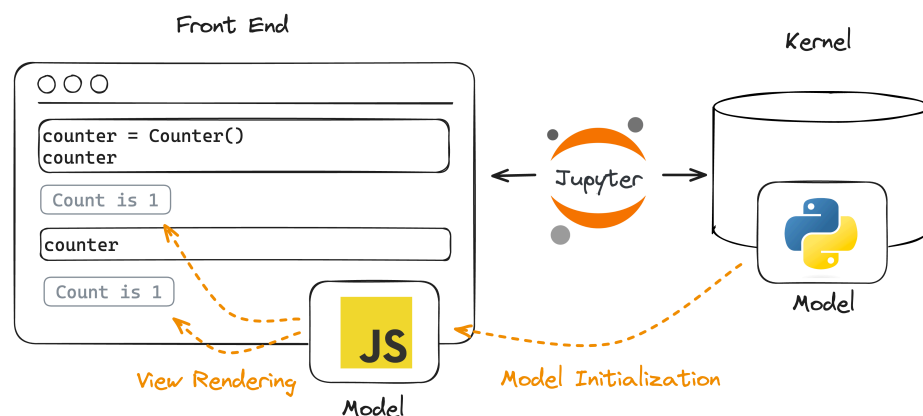 Front End
Kernel
counter = Counter()
counter
Count is 1
Jupyter
counter
Count is 1
JS
Model
View Rendering
Model Initialization
Model